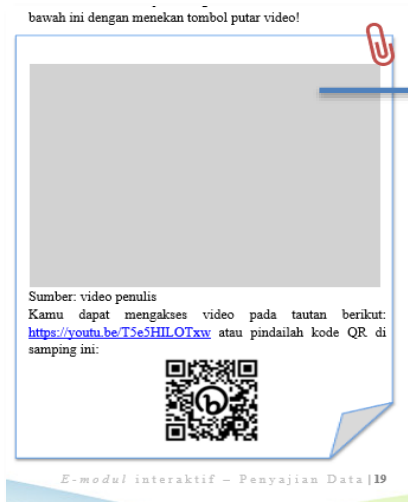 bawah ini dengan menekan tombol putar video!
Sumber: video penulis
Kamu dapat mengakses video pada tautan berikut:
https://youtu.be/T5e5HILOTxw atau pindailah kode QR di
samping ini:
E-modul interaktif – Penyajian Data|19